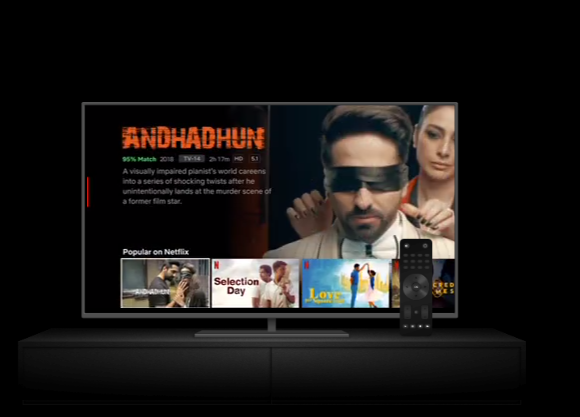 ANDHADHUN
95% Match 2018 TV-14 2h 17m HD 5.1
A visually impaired pianist's world careens
into a series of shocking twists after he
unintentionally lands at the murder scene of
a former film star.
Popular on Netflix
ANDHADHUN
N
Selection
Day
N
Love